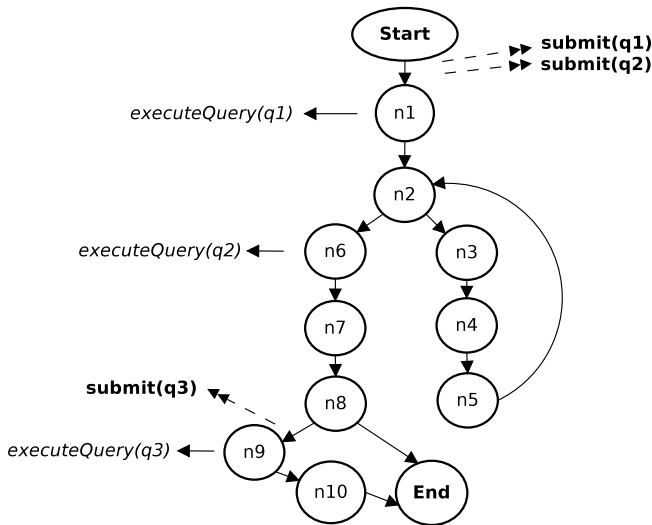 Start
submit(q1)
submit(q2)
executeQuery(q1)
n1
n2
executeQuery(q2)
n6
n3
n7
n4
submit(q3)
n8
n5
executeQuery(q3)
n9
n10
End